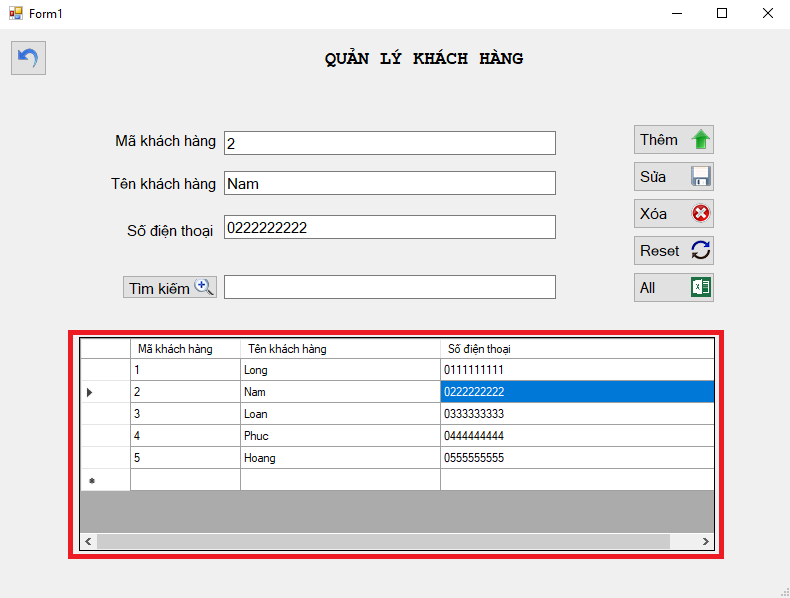 Form1
QUẢN LÝ KHÁCH HÀNG
Mã khách hàng 2
Thêm
Tên khách hàng Nam
Sửa
Số điện thoại 0222222222
Xóa
Reset
Tìm kiếm
All
Mã khách hàng Tên khách hàng Số điện thoại
1 Long 0111111111
2 Nam 0222222222
3 Loan 0333333333
4 Phuc 0444444444
5 Hoang 0555555555